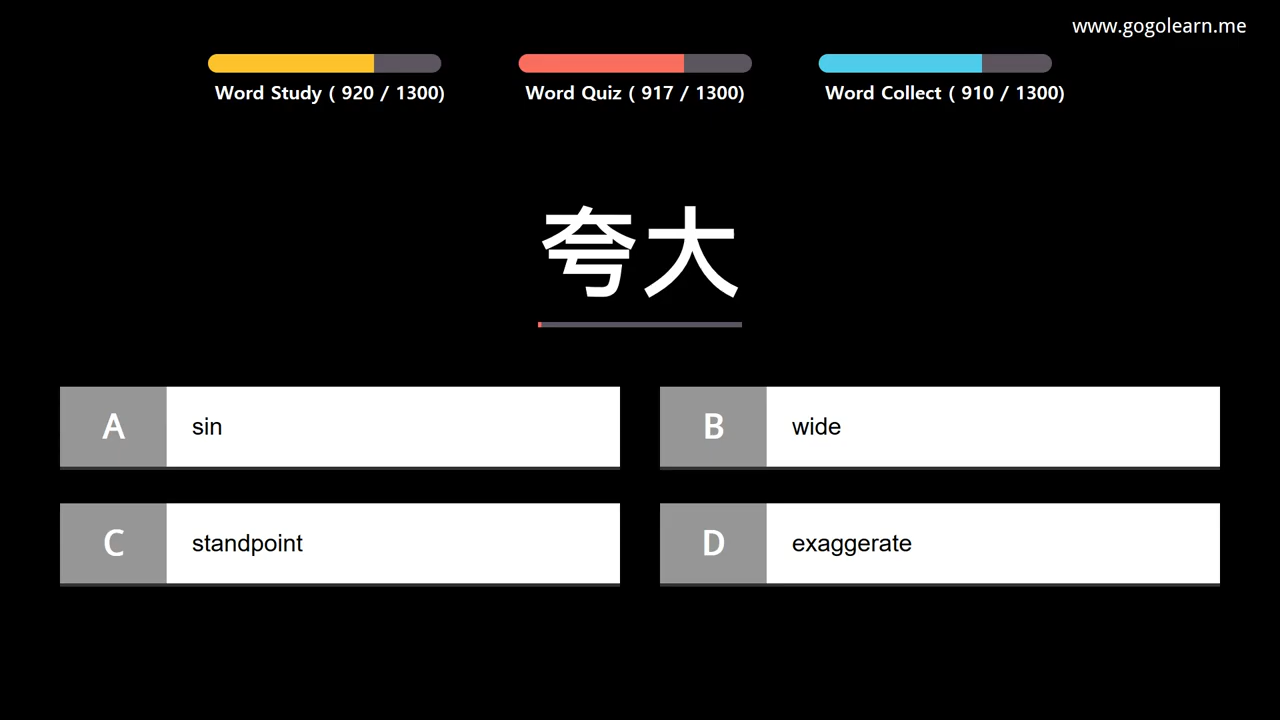 www.gogolearn.me
Word Study ( 920 / 1300)
Word Quiz ( 917 / 1300)
Word Collect ( 910 / 1300)
夸大
A sin
B wide
C standpoint
D exaggerate